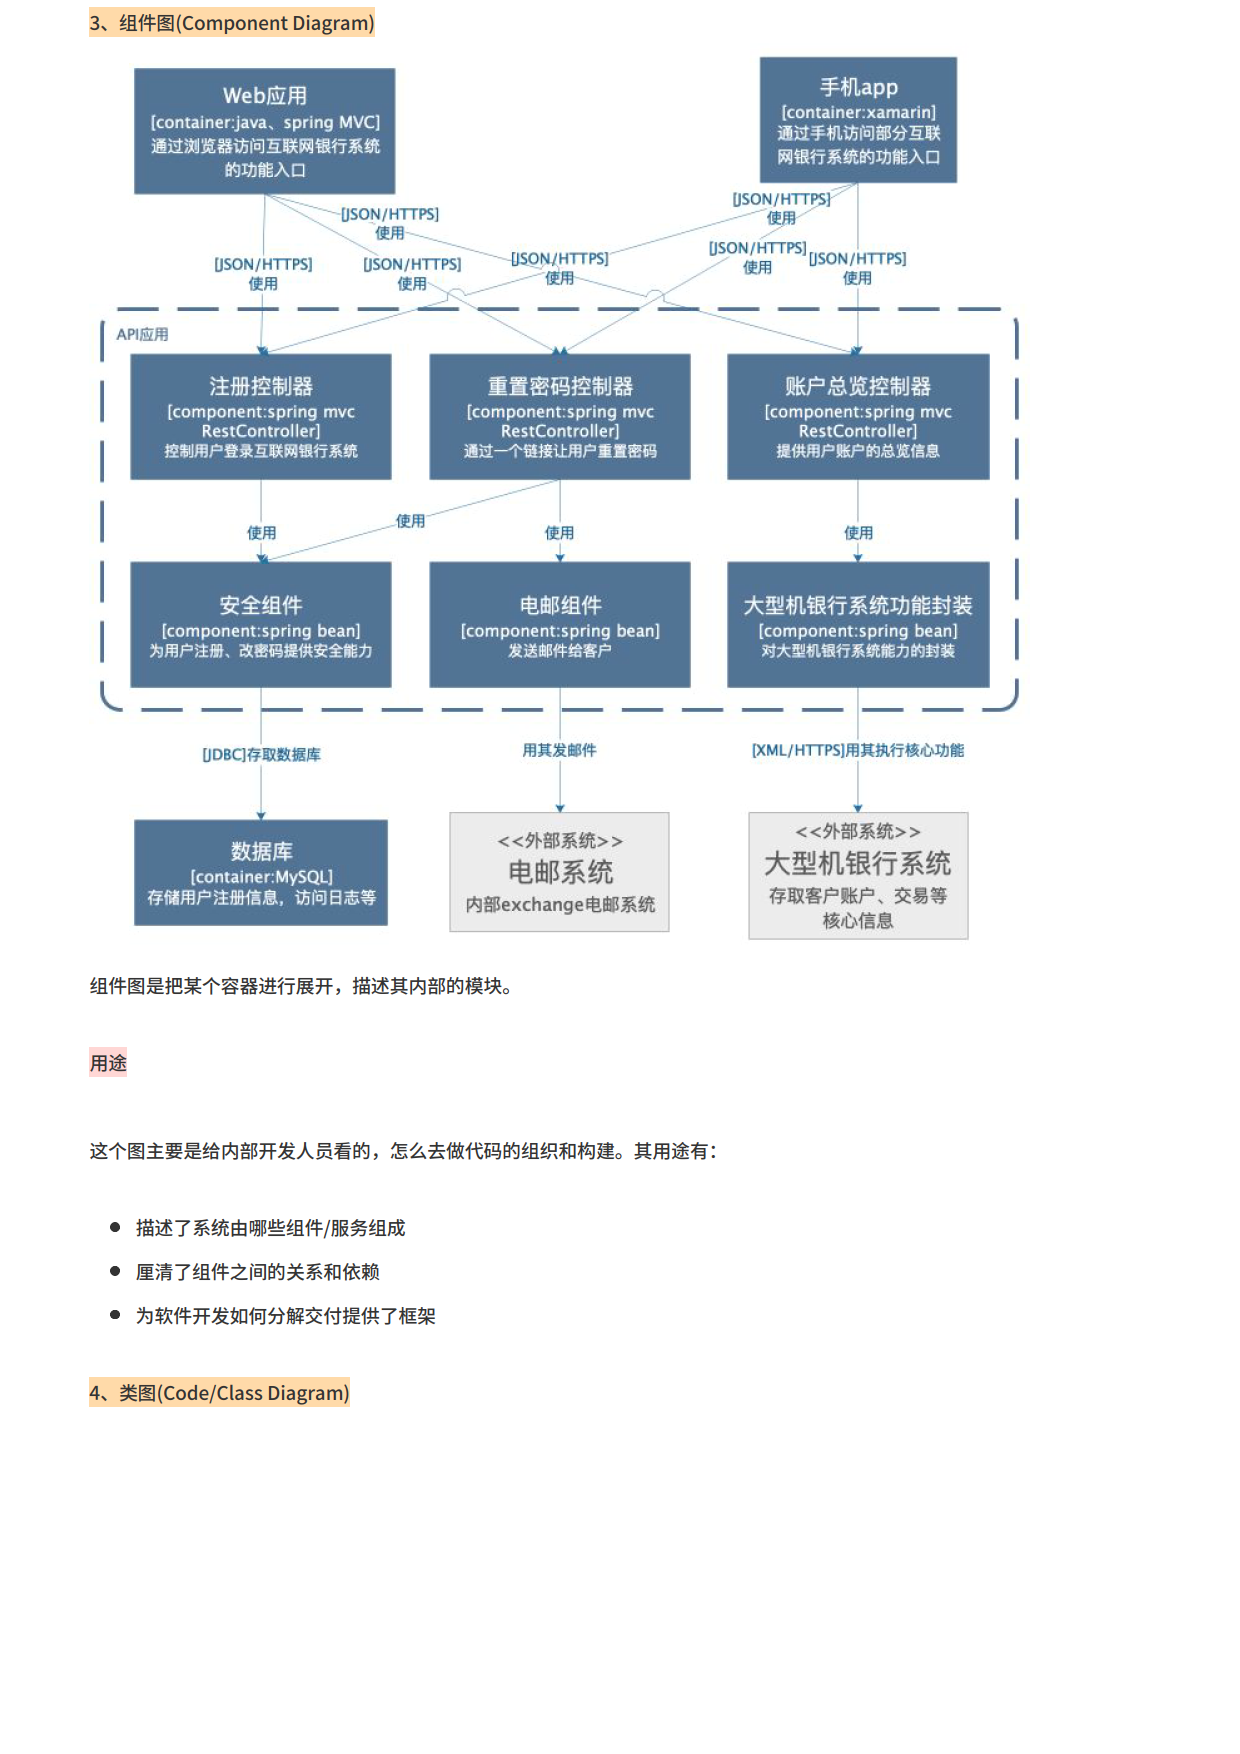 3、组件图(Component Diagram)
Web应用
[container:java、spring MVC]
通过浏览器访问互联网银行系统
的功能入口
手机app
[container:xamarin]
通过手机访问部分互联
网银行系统的功能入口
[JSON/HTTPS]
使用
[JSON/HTTPS]
使用
[JSON/HTTPS]
使用
[JSON/HTTPS]
使用
[JSON/HTTPS]
使用
[JSON/HTTPS]
使用
[JSON/HTTPS]
使用
API应用
注册控制器
[component:spring mvc
RestController]
控制用户登录互联网银行系统
重置密码控制器
[component:spring mvc
RestController]
通过一个链接让用户重置密码
账户总览控制器
[component:spring mvc
RestController]
提供用户账户的总览信息
使用
使用
使用
使用
安全组件
[component:spring bean]
为用户注册、改密码提供安全能力
电邮组件
[component:spring bean]
发送邮件给客户
大型机银行系统功能封装
[component:spring bean]
对大型机银行系统能力的封装
[JDBC]存取数据库
用其发邮件
[XML/HTTPS]用其执行核心功能
数据库
[container:MySQL]
存储用户注册信息，访问日志等
<<外部系统>>
电邮系统
内部exchange电邮系统
<<外部系统>>
大型机银行系统
存取客户账户、交易等
核心信息
组件图是把某个容器进行展开，描述其内部的模块。
用途
这个图主要是给内部开发人员看的，怎么去做代码的组织和构建。其用途有：
● 描述了系统由哪些组件/服务组成
● 厘清了组件之间的关系和依赖
● 为软件开发如何分解交付提供了框架
4、类图(Code/Class Diagram)